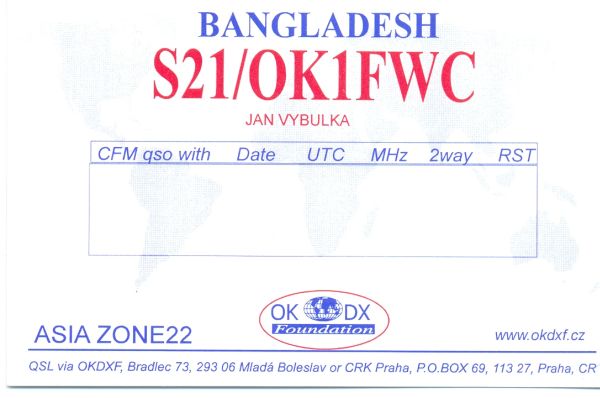 BANGLADESH
S21/OK1FWC
JAN VYBULKA
CFM qso with Date UTC MHz 2way RST
OK DX
Foundation
ASIA ZONE22
www.okdxf.cz
QSL via OKDXF, Bradlec 73, 293 06 Mladá Boleslav or CRK Praha, P.O.BOX 69, 113 27, Praha, CR